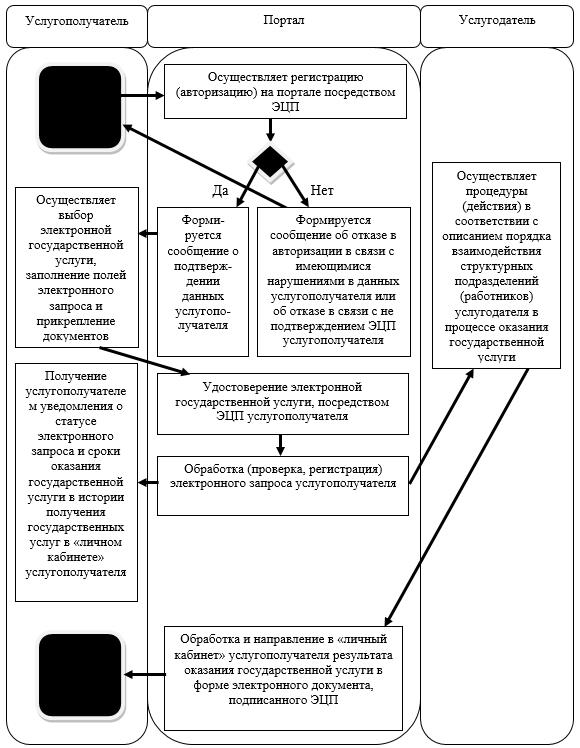 Услугополучатель
Портал
Услугодатель
Осуществляет регистрацию
(авторизацию) на портале посредством
ЭЦП
Да
Нет
Осуществляет
выбор
электронной
государственной
услуги,
заполнение полей
электронного
запроса и
прикрепление
документов
Форми-
руется
сообщение о
подтверж-
дении
данных
услугопо-
лучателя
Формируется
сообщение об отказе в
авторизации в связи с
имеющимися
нарушениями в данных
услугополучателя или
об отказе в связи с не
подтверждением ЭЦП
услугополучателя
Осуществляет
процедуры
(действия) в
соответствии с
описанием порядка
взаимодействия
структурных
подразделений
(работников)
услугодателя в
процессе оказания
государственной
услуги
Удостоверение электронной
государственной услуги, посредством
ЭЦП услугополучателя
Получение
услугополучателе
м уведомления о
статусе
электронного
запроса и сроки
оказания
государственной
услуги в истории
получения
государственных
услуг в «личном
кабинете»
услугополучателя
Обработка (проверка, регистрация)
электронного запроса услугополучателя
Обработка и направление в «личный
кабинет» услугополучателя результата
оказания государственной услуги в
форме электронного документа,
подписанного ЭЦП